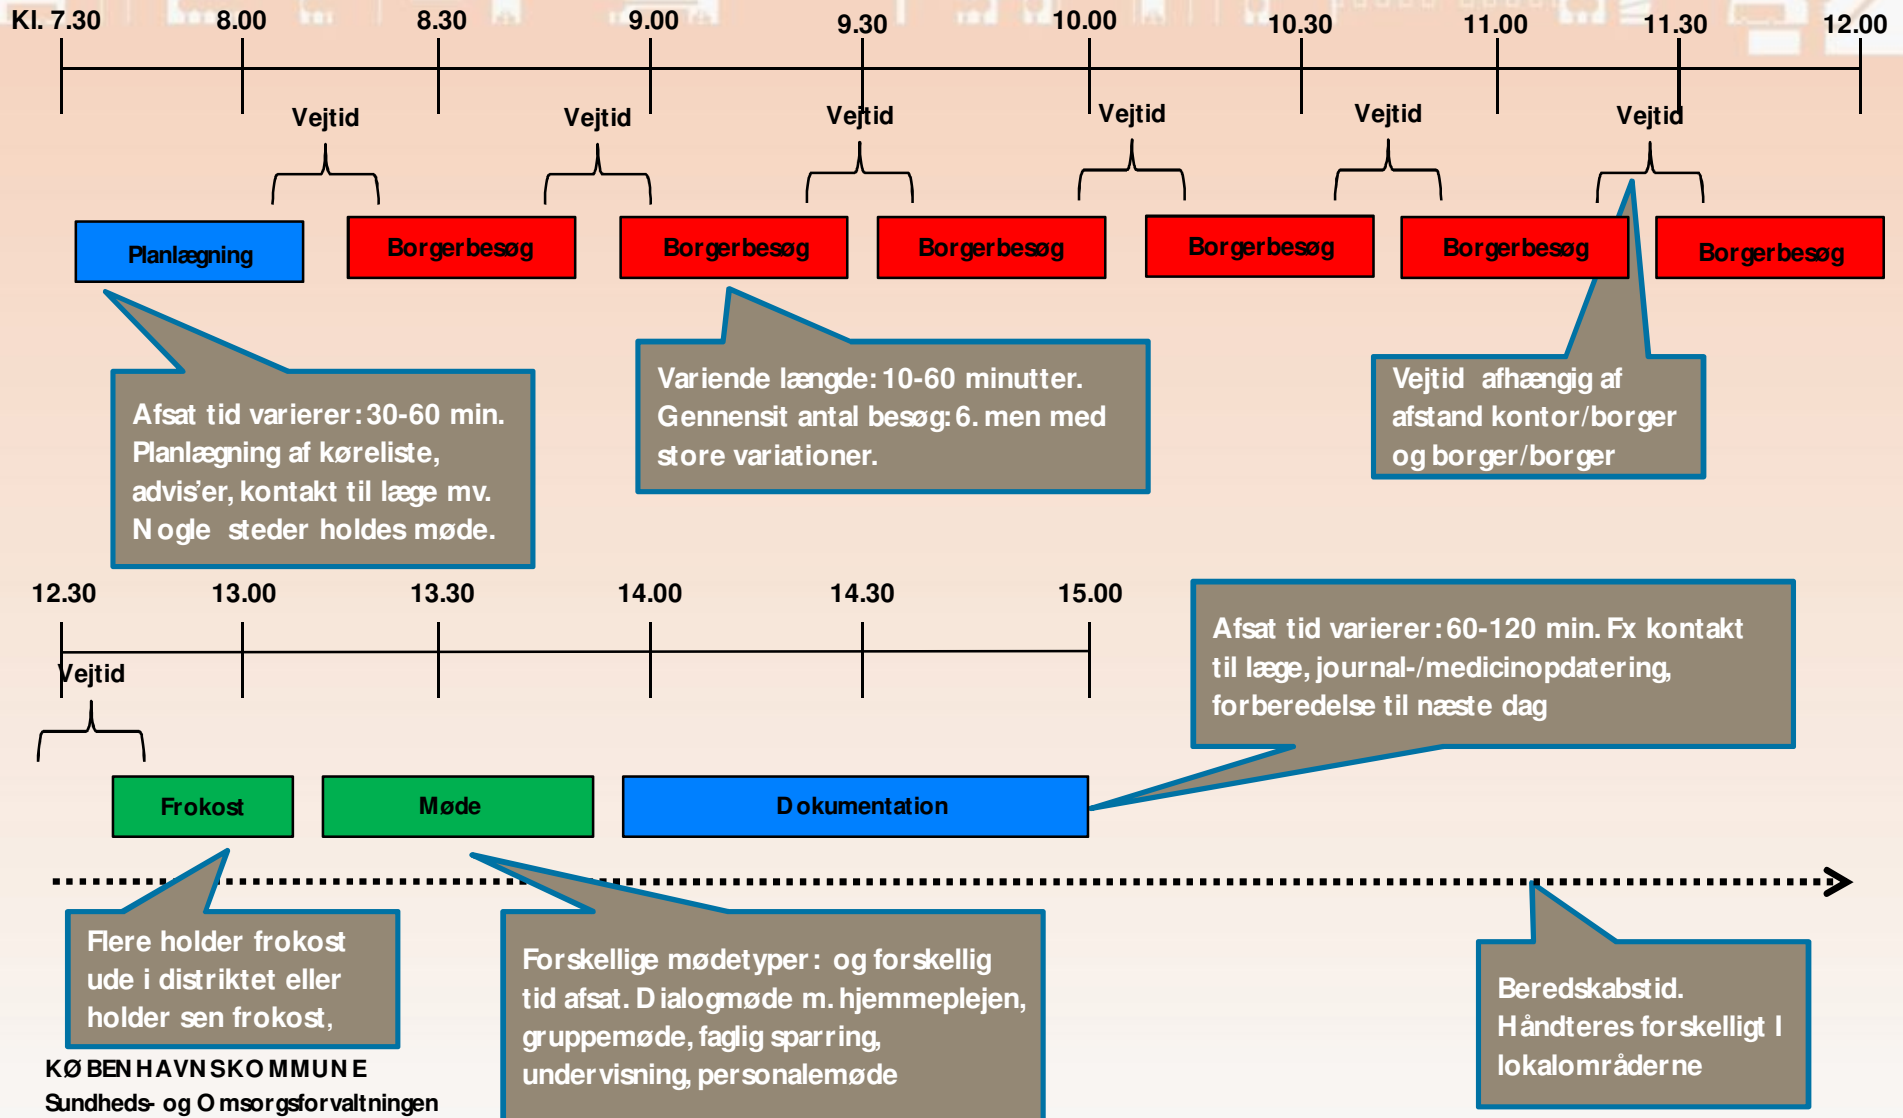 Kl. 7.30 8.00 8.30 9.00 9.30 10.00 10.30 11.00 11.30 12.00
Vejtid Vejtid Vejtid Vejtid Vejtid Vejtid
Planlægning Borgerbesøg Borgerbesøg Borgerbesøg Borgerbesøg Borgerbesøg Borgerbesøg
Afsat tid varierer: 30-60 min.
Planlægning af køreliste,
advis'er, kontakt til læge mv.
Nogle steder holdes møde.
Variende længde: 10-60 minutter.
Gennensit antal besøg: 6. men med
store variationer.
Vejtid afhængig af
afstand kontor/borger
og borger/borger
12.30 13.00 13.30 14.00 14.30 15.00
Vejtid
Afsat tid varierer: 60-120 min. Fx kontakt
til læge, journal-/medicinopdatering,
forberedelse til næste dag
Frokost Møde Dokumentation
Flere holder frokost
ude i distriktet eller
holder sen frokost,
Forskellige mødetyper: og forskellig
tid afsat. Dialogmøde m. hjemmeplejen,
gruppemøde, faglig sparring,
undervisning, personalemøde
Beredskabstid.
Håndteres forskelligt I
lokalområderne
KØBENHAVNSKOMMUNE
Sundheds- og Omsorgsforvaltningen